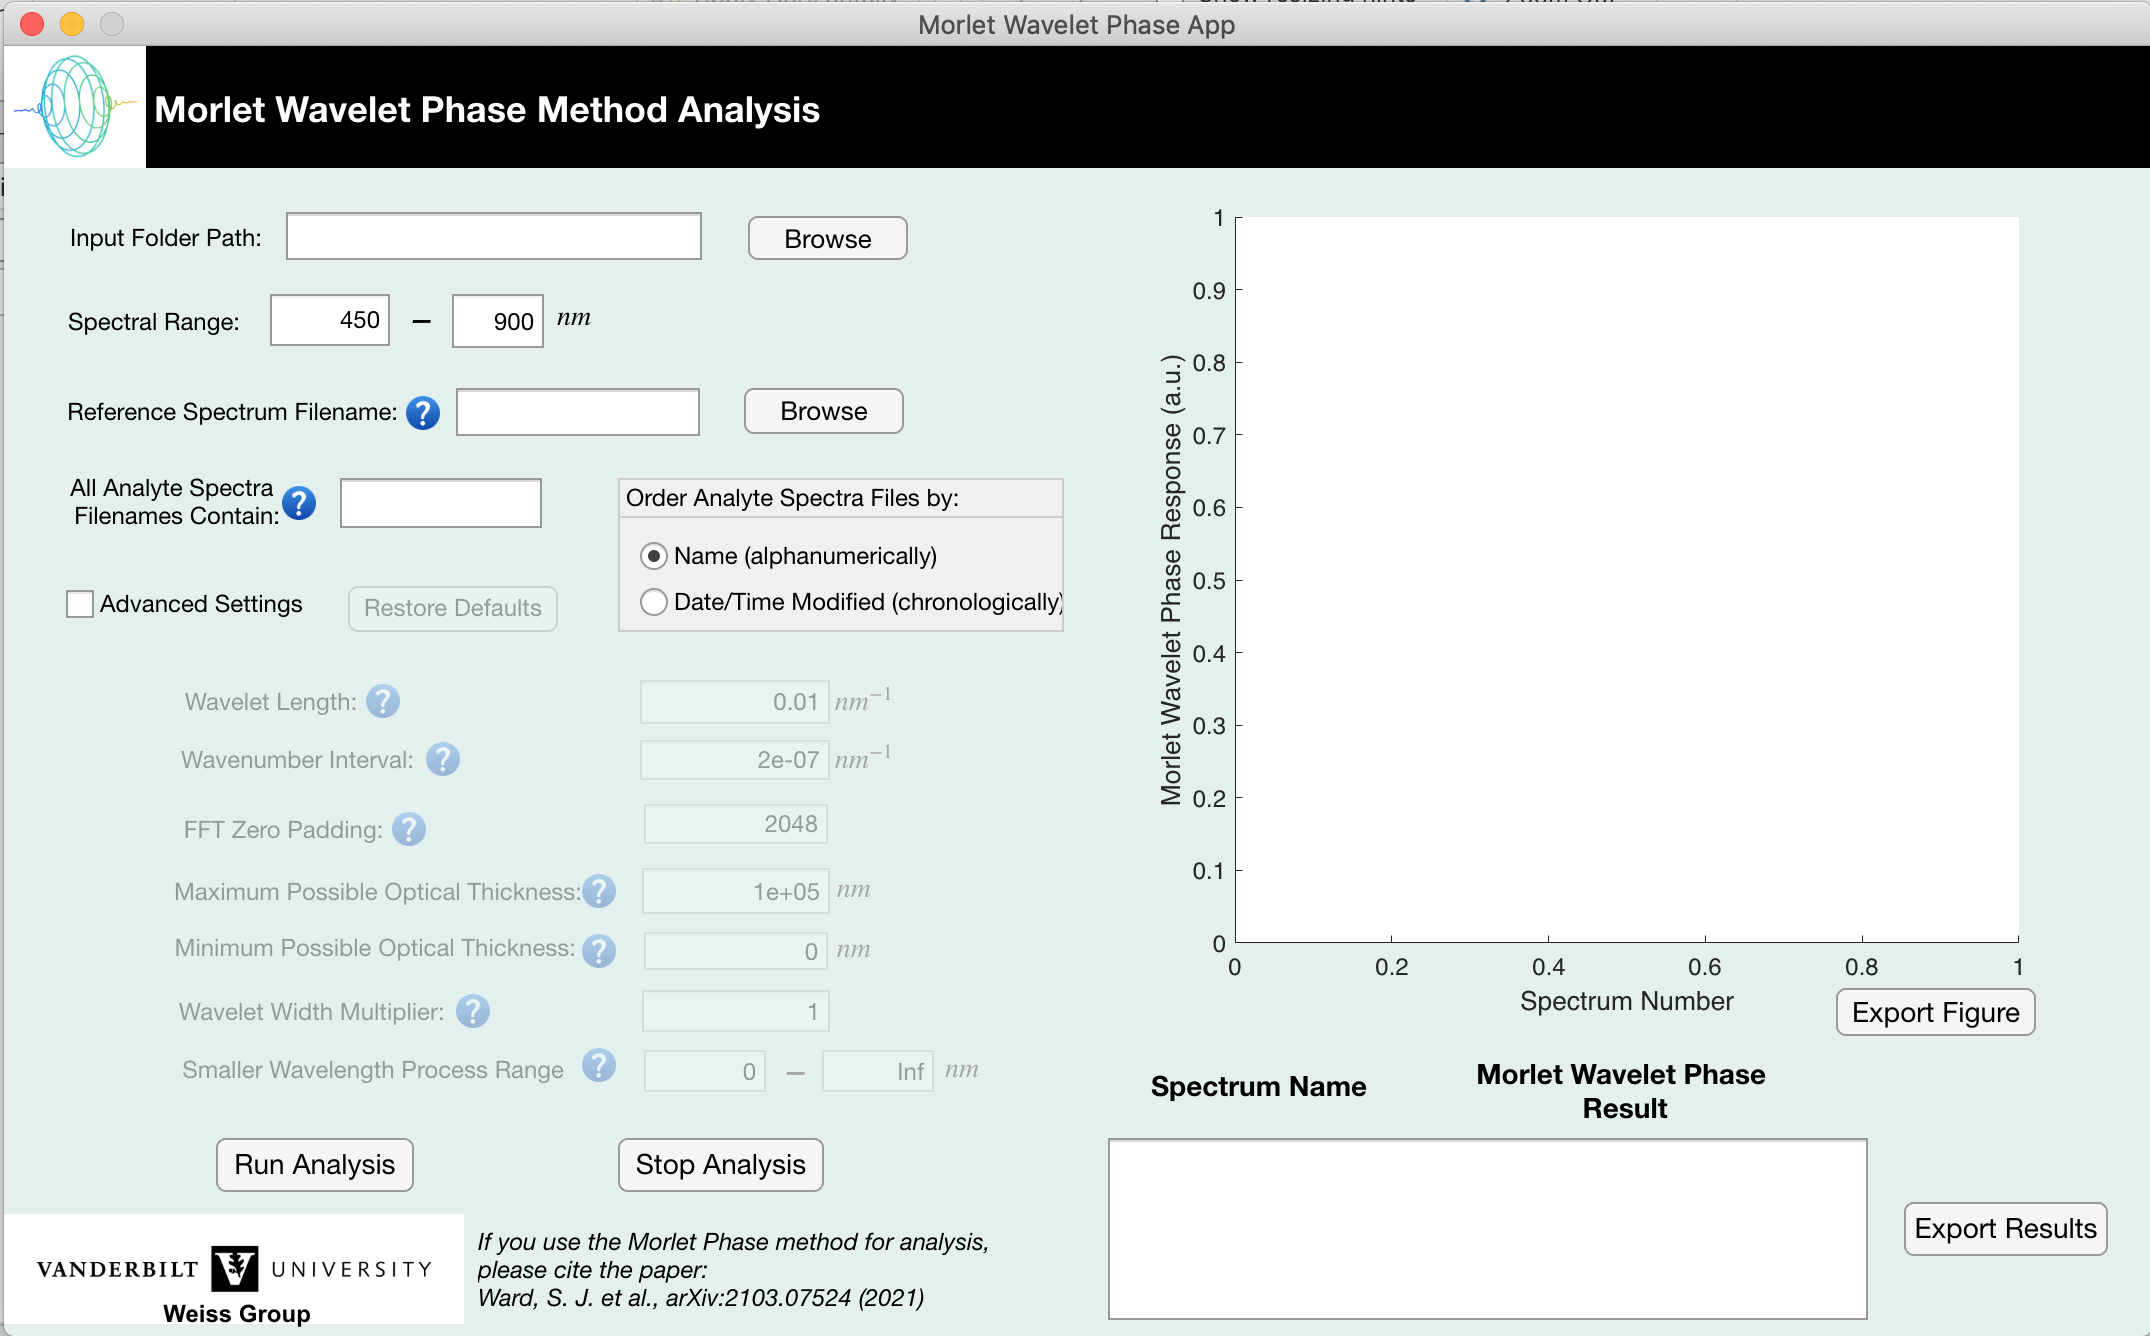 Morlet Wavelet Phase App
Morlet Wavelet Phase Method Analysis
Input Folder Path:
Browse
Spectral Range:
450
–
900
nm
Reference Spectrum Filename:
?
Browse
All Analyte Spectra
Filenames Contain:
?
Order Analyte Spectra Files by:
Name (alphanumerically)
Date/Time Modified (chronologically)
Advanced Settings
Restore Defaults
Wavelet Length:
?
0.01
nm⁻¹
Wavenumber Interval:
?
2e-07
nm⁻¹
FFT Zero Padding:
?
2048
Maximum Possible Optical Thickness:
?
1e+05
nm
Minimum Possible Optical Thickness:
?
0
nm
Wavelet Width Multiplier:
?
1
Smaller Wavelength Process Range
?
0
–
Inf
nm
Run Analysis
Stop Analysis
VANDERBILT V UNIVERSITY
Weiss Group
If you use the Morlet Phase method for analysis,
please cite the paper:
Ward, S. J. et al., arXiv:2103.07524 (2021)
Morlet Wavelet Phase Response (a.u.)
1
0.9
0.8
0.7
0.6
0.5
0.4
0.3
0.2
0.1
0
0 0.2 0.4 0.6 0.8 1
Spectrum Number
Export Figure
Spectrum Name
Morlet Wavelet Phase
Result
Export Results